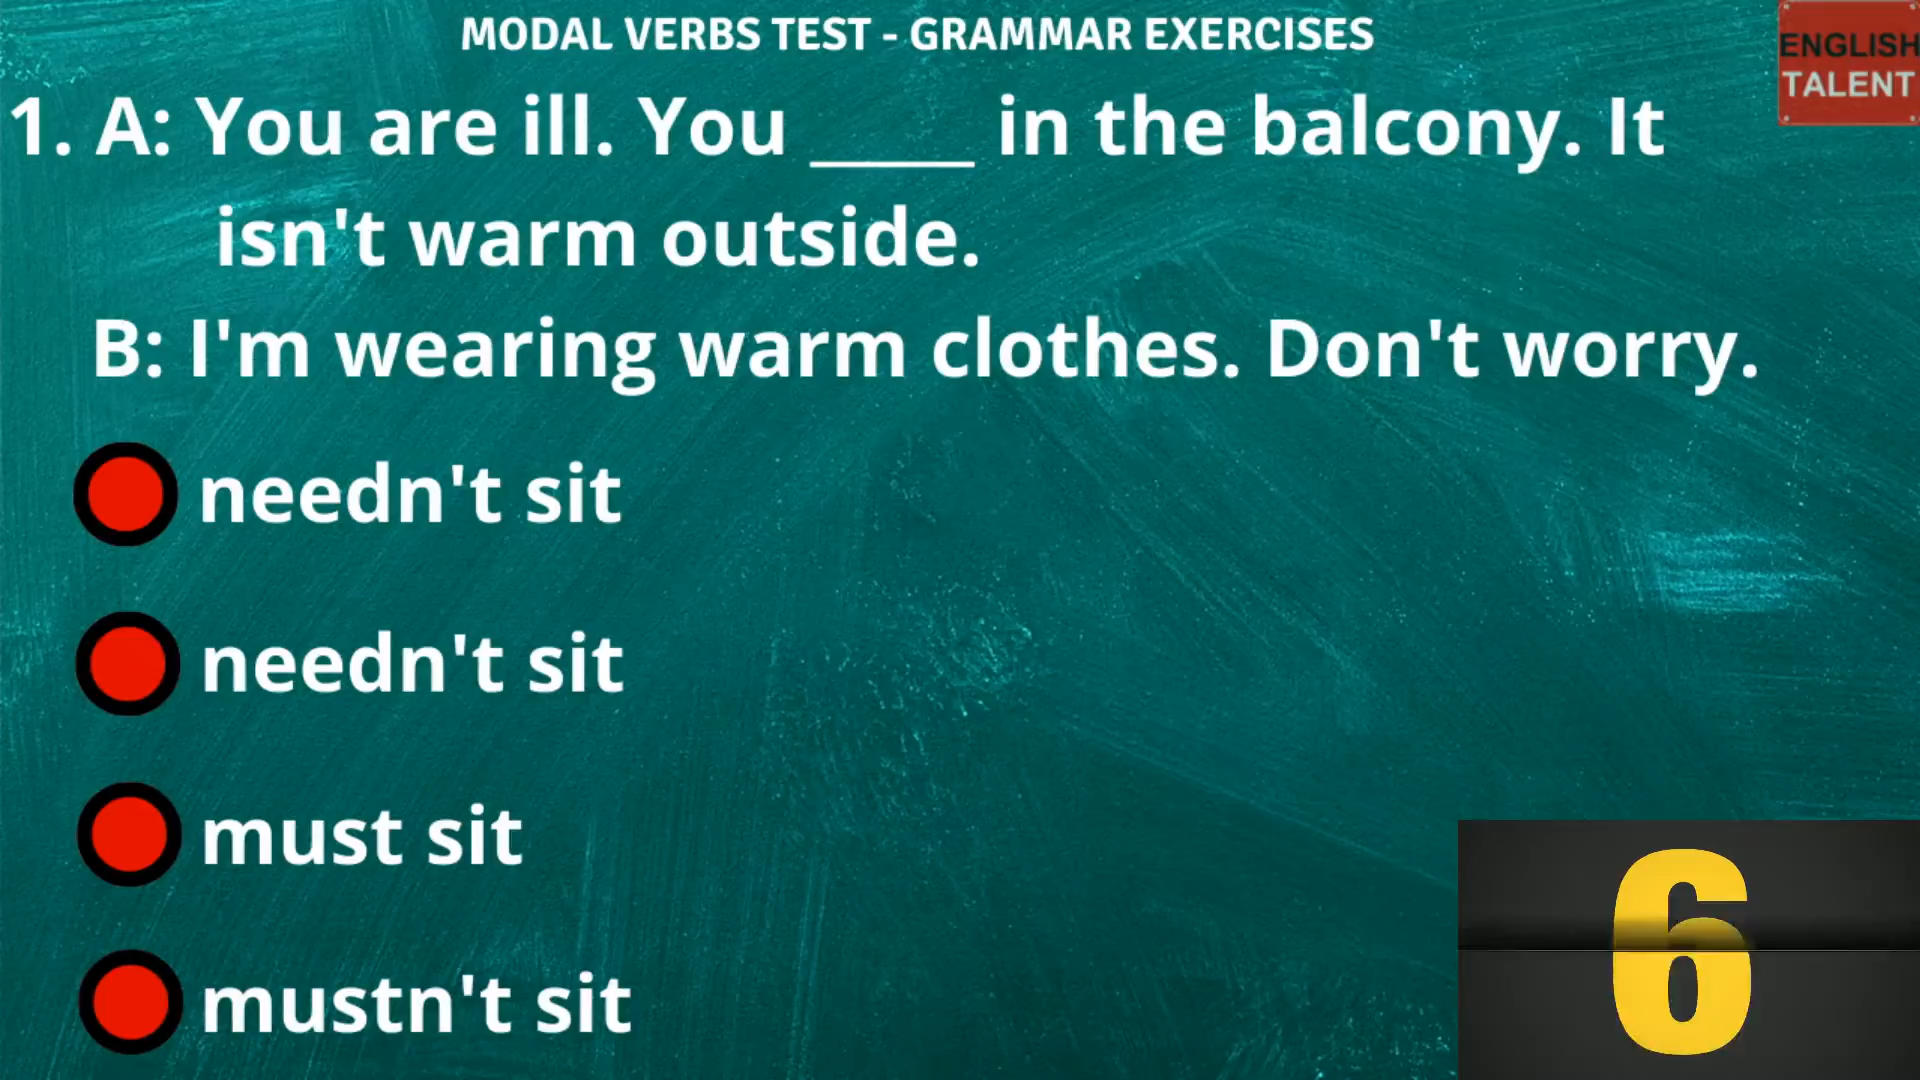 MODAL VERBS TEST - GRAMMAR EXERCISES
ENGLISH
TALENT
1. A: You are ill. You ____ in the balcony. It
isn't warm outside.
B: I'm wearing warm clothes. Don't worry.
needn't sit
needn't sit
must sit
mustn't sit
6